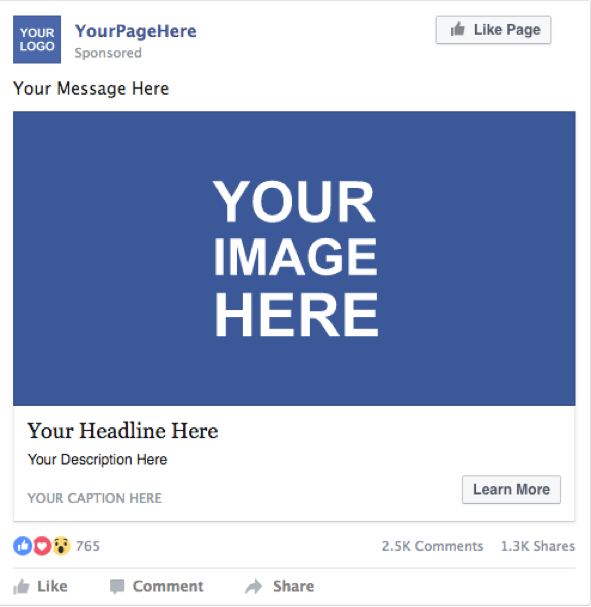 YOUR
LOGO
YourPageHere
Like Page
Sponsored
Your Message Here
YOUR
IMAGE
HERE
Your Headline Here
Your Description Here
YOUR CAPTION HERE
Learn More
765
2.5K Comments 1.3K Shares
Like Comment Share